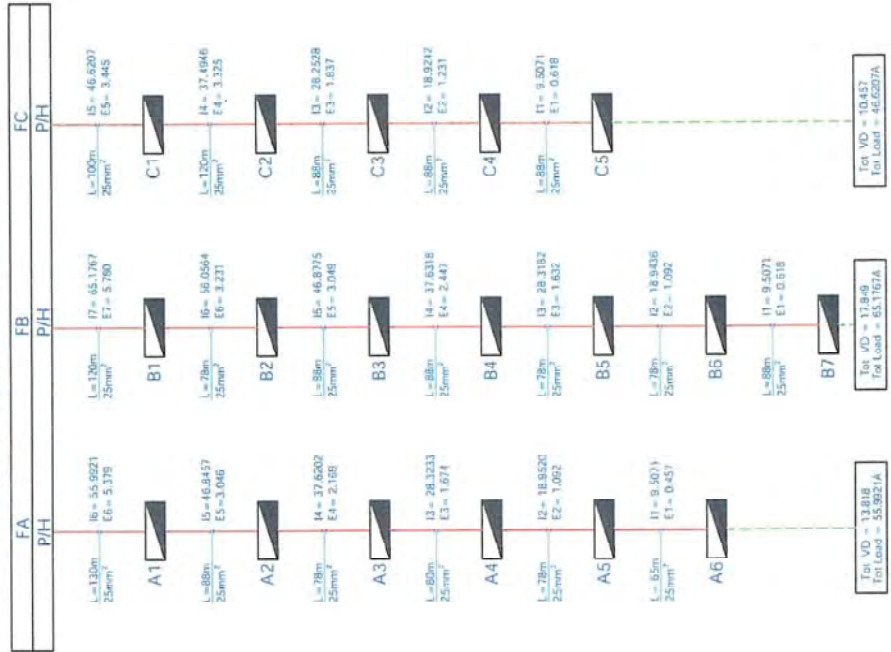 FA
FB
FC
P/H
P/H
P/H
L=130m
25mm²
I6= 55.9921
E6= 5.379
A1
L=88m
25mm²
I5=46.8457
E5=3.046
A2
L=78m
25mm²
I4= 37.6202
E4= 2.169
A3
L=80m
25mm²
I3= 28.3233
E3= 1.674
A4
L=78m
25mm²
I2= 18.9520
E2= 1.092
A5
L= 65m
25mm²
I1= 9.5071
E1= 0.457
A6
Tot VD = 13.818
Tot Load = 55.9921A
L=120m
25mm²
I7= 65.1767
E7= 5.780
B1
L=78m
25mm²
I6= 56.0564
E6= 3.231
B2
L=88m
25mm²
I5= 46.8775
E5= 3.049
B3
L=88m
25mm²
I4= 37.6318
E4= 2.447
B4
L=78m
25mm²
I3= 28.3182
E3= 1.632
B5
L=78m
25mm²
I2= 18.9436
E2= 1.092
B6
L=88m
25mm²
I1= 9.5071
E1= 0.618
B7
Tot VD = 17.849
Tot Load = 65.1767A
L=100m
25mm²
I5= 46.6207
E5= 3.445
C1
L=120m
25mm²
I4= 37.4946
E4= 3.325
C2
L=88m
25mm²
I3= 28.2528
E3= 1.837
C3
L=88m
25mm²
I2= 18.9242
E2= 1.231
C4
L=88m
25mm²
I1= 9.5071
E1= 0.618
C5
Tot VD = 10.457
Tot Load = 46.6207A